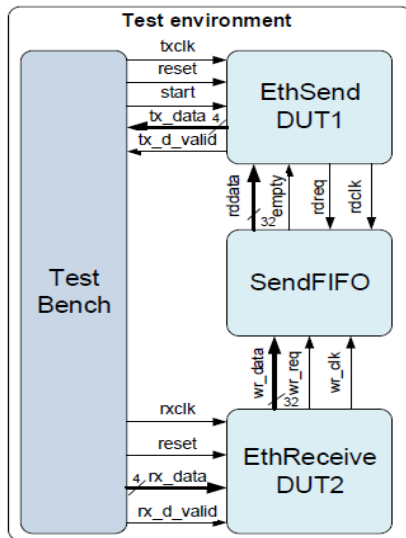 Test environment
txclk
reset
start
tx_data 4
tx_d_valid
EthSend
DUT1
rddata
32
empty
rdreq
rdclk
Test
Bench
SendFIFO
wr_data
32
wr_req
wr_clk
rxclk
reset
4 rx_data
rx_d_valid
EthReceive
DUT2